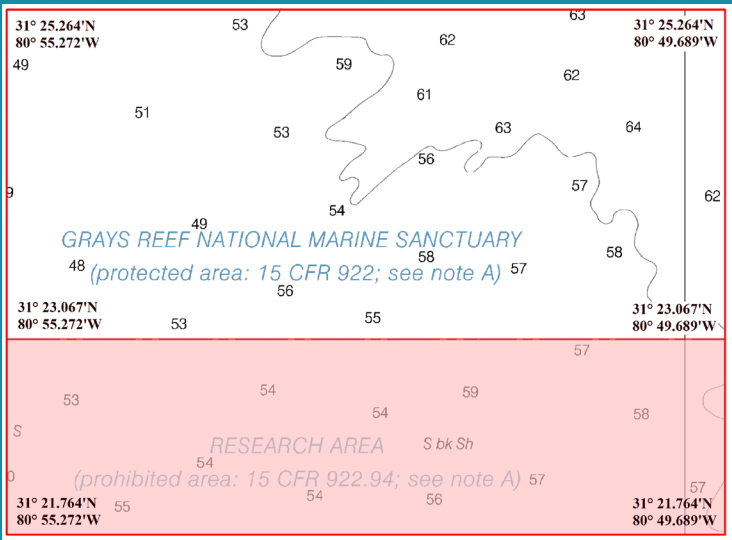 63
31° 25.264'N
80° 55.272'W
53
31° 25.264'N
80° 49.689'W
62
49
59
62
61
51
53
63
64
56
57
9
62
54
49
GRAYS REEF NATIONAL MARINE SANCTUARY
58
58
48
57
(protected area: 15 CFR 922; see note A)
56
31° 23.067'N
80° 55.272'W
53
55
31° 23.067'N
80° 49.689'W
57
54
59
53
54
58
S
RESEARCH AREA
S bk Sh
54
0
(prohibited area: 15 CFR 922.94; see note A)
57
57
54
56
55
31° 21.764'N
80° 55.272'W
31° 21.764'N
80° 49.689'W